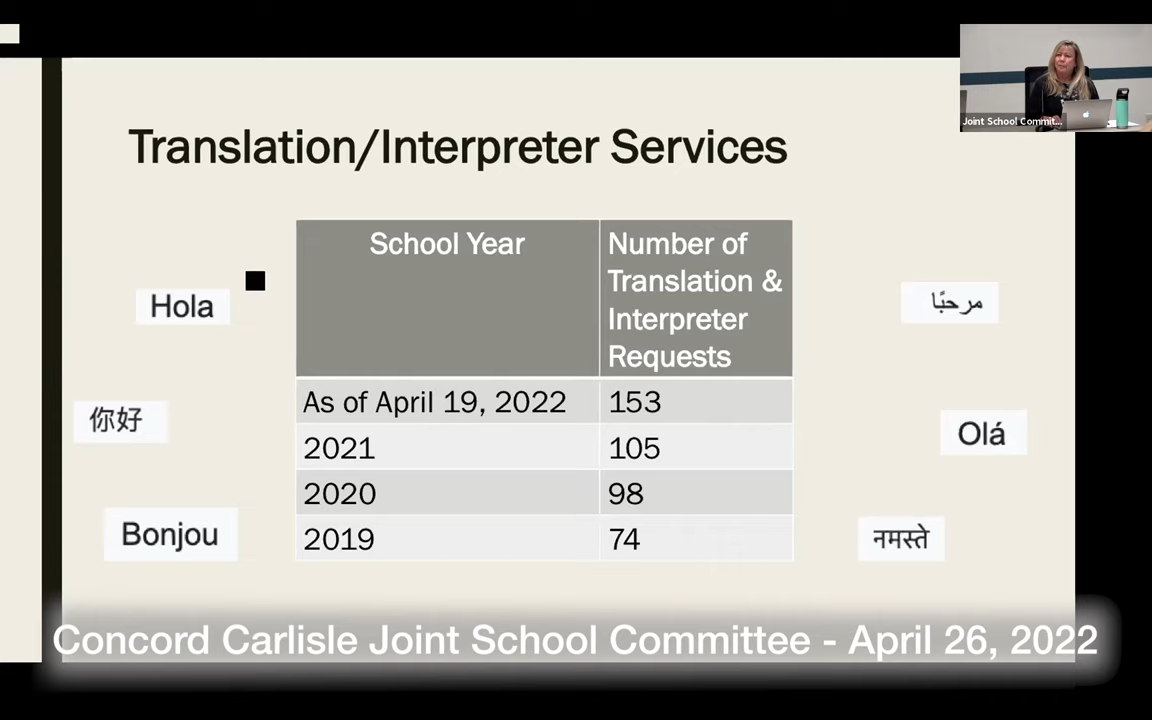 Joint School Commit...
Translation/Interpreter Services
School Year
Number of
Translation &
Interpreter
Requests
As of April 19, 2022 153
2021 105
2020 98
2019 74
Hola
你好
Bonjou
مرحبًا
Olá
नमस्ते
Concord Carlisle Joint School Committee - April 26, 2022